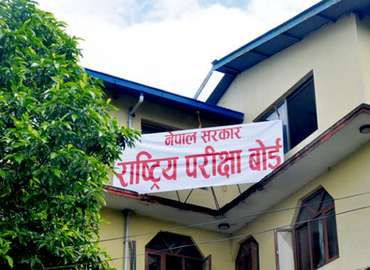 नेपाल सरकार
राष्ट्रिय परीक्षा बोर्ड